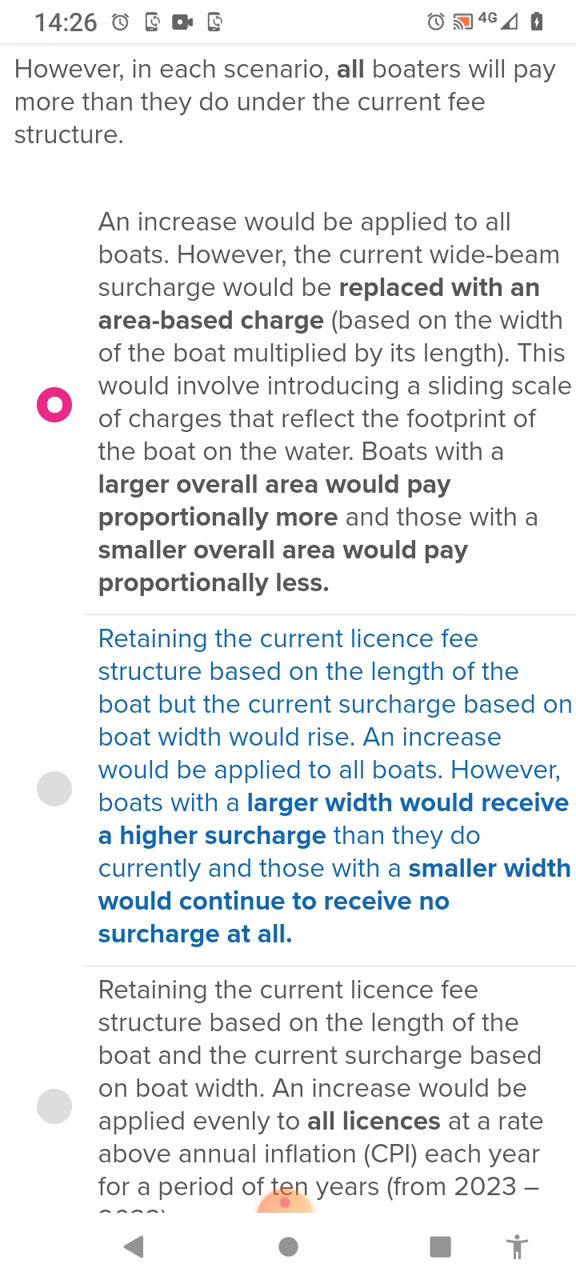 14:26
4G
However, in each scenario, all boaters will pay
more than they do under the current fee
structure.
An increase would be applied to all
boats. However, the current wide-beam
surcharge would be replaced with an
area-based charge (based on the width
of the boat multiplied by its length). This
would involve introducing a sliding scale
of charges that reflect the footprint of
the boat on the water. Boats with a
larger overall area would pay
proportionally more and those with a
smaller overall area would pay
proportionally less.
Retaining the current licence fee
structure based on the length of the
boat but the current surcharge based on
boat width would rise. An increase
would be applied to all boats. However,
boats with a larger width would receive
a higher surcharge than they do
currently and those with a smaller width
would continue to receive no
surcharge at all.
Retaining the current licence fee
structure based on the length of the
boat and the current surcharge based
on boat width. An increase would be
applied evenly to all licences at a rate
above annual inflation (CPI) each year
for a period of ten years (from 2023 –